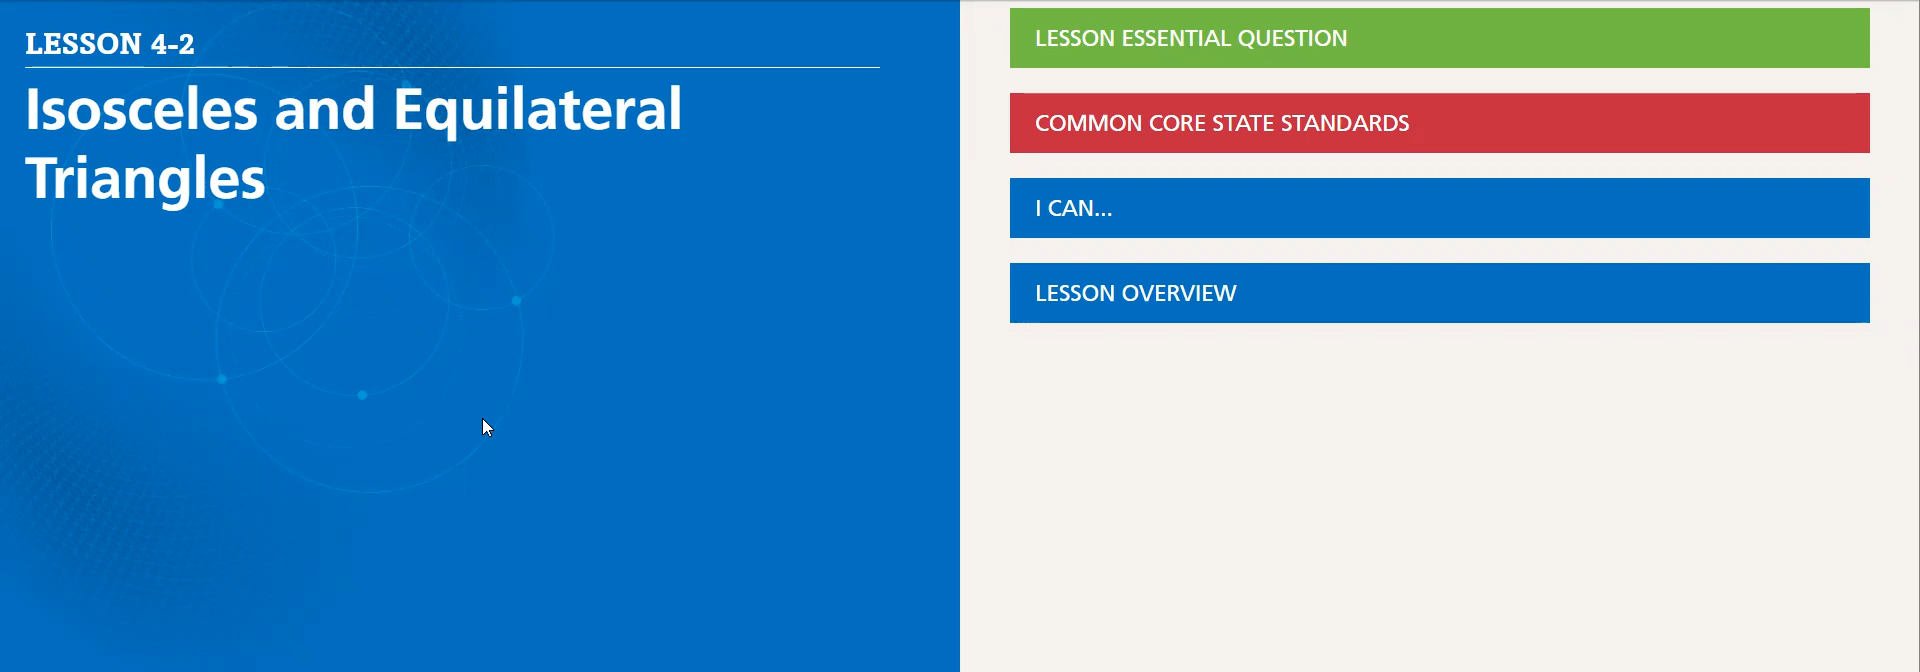 LESSON 4-2
Isosceles and Equilateral
Triangles
LESSON ESSENTIAL QUESTION
COMMON CORE STATE STANDARDS
I CAN...
LESSON OVERVIEW